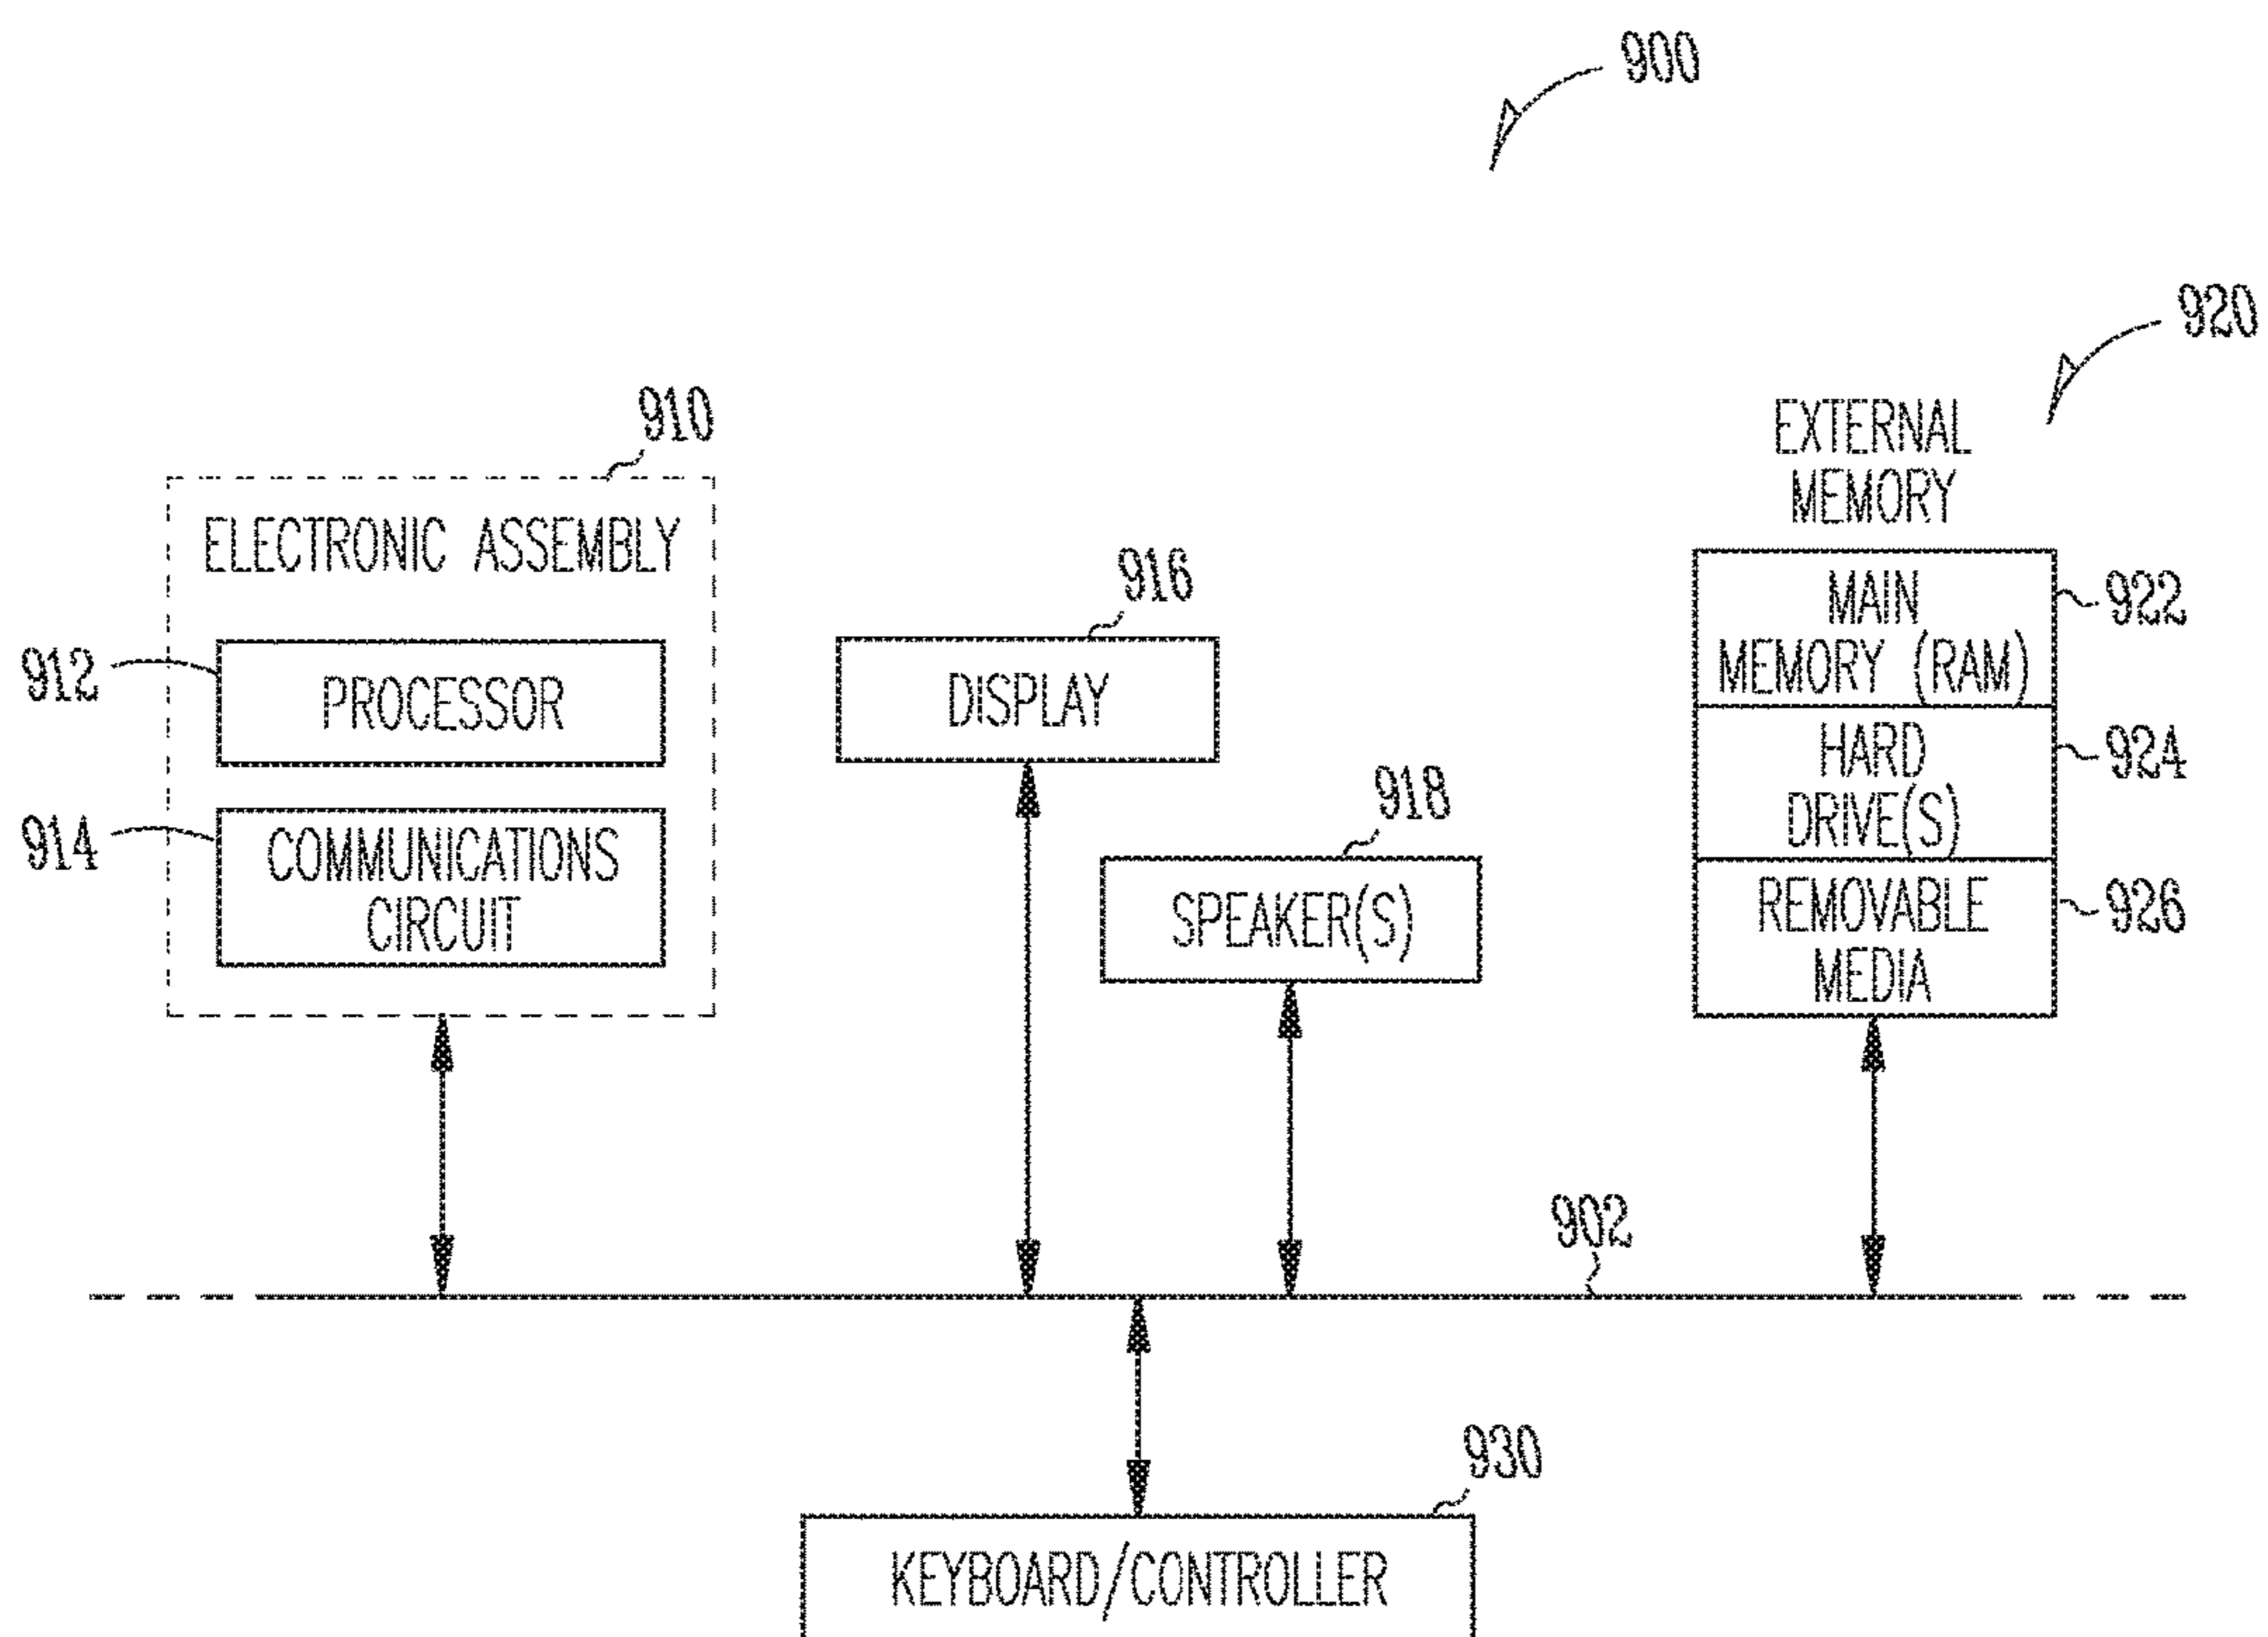 900
920
910
EXTERNAL
MEMORY
ELECTRONIC ASSEMBLY
916
MAIN
MEMORY (RAM)
922
912
PROCESSOR
DISPLAY
HARD
DRIVE(S)
924
918
914
COMMUNICATIONS
CIRCUIT
SPEAKER(S)
REMOVABLE
MEDIA
926
902
930
KEYBOARD/CONTROLLER